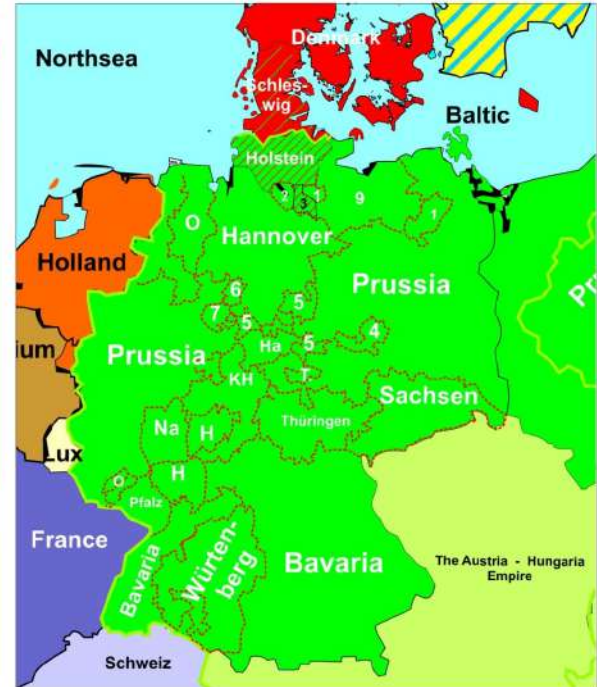 Denmark
Northsea
Schles-
wig
Baltic
Holstein
2
1
3
9
1
O
Hannover
Holland
Prussia
Pr
6
5
7
5
4
5
Ha
ium
Prussia
KH
T
Sachsen
Thüringen
Na
H
Lux
H
O
Pfalz
France
Bavaria
Würten-
berg
Bavaria
The Austria - Hungaria
Empire
Schweiz